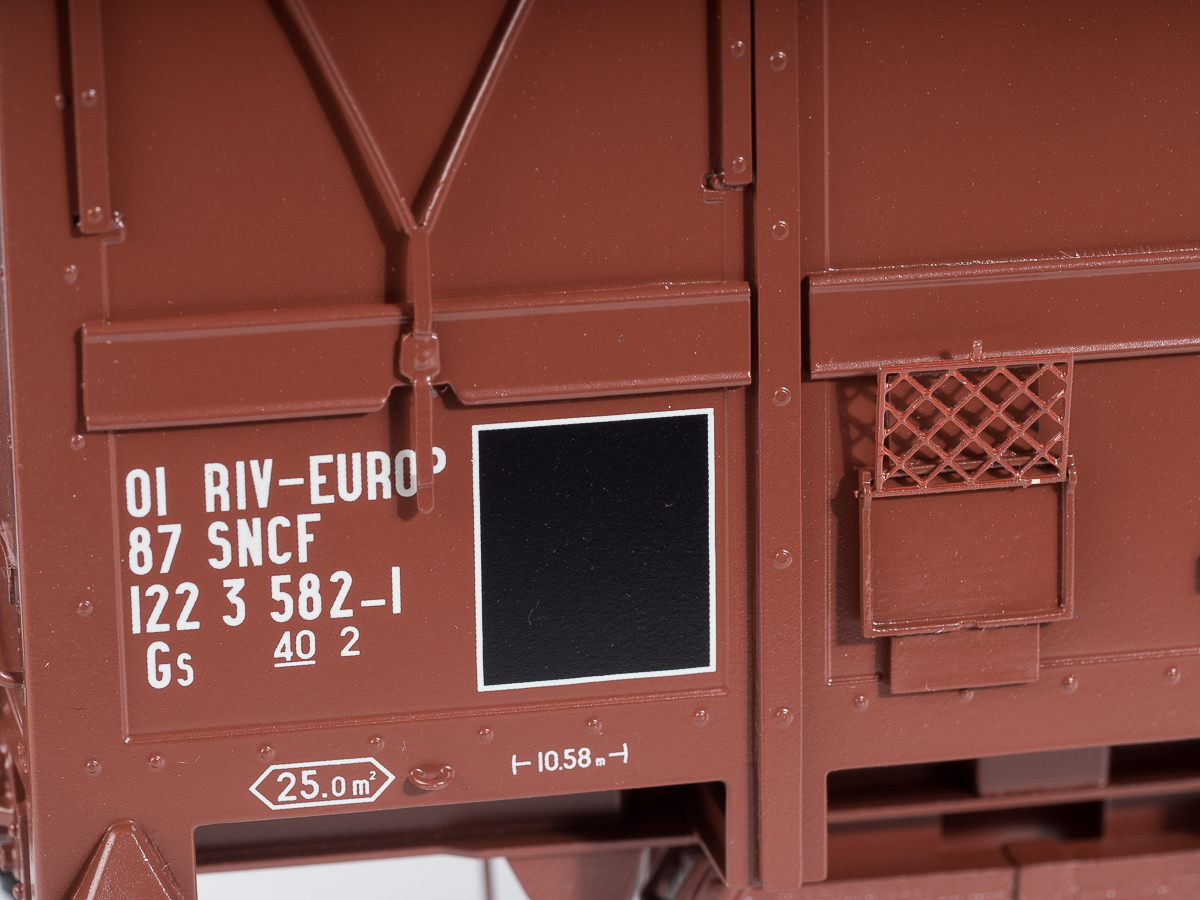 01 RIV-EUROP
87 SNCF
122 3 582-1
Gs 40 2
25.0 m²
10.58 m